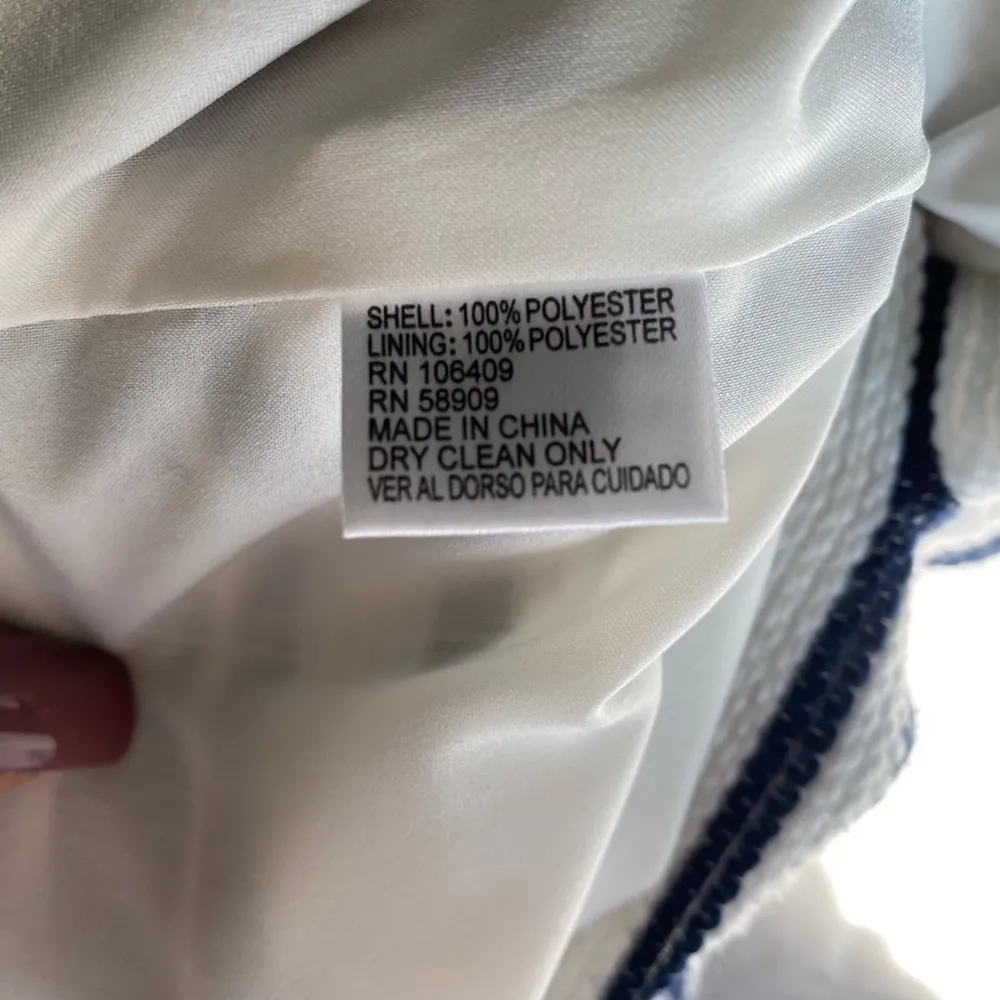 SHELL: 100% POLYESTER
LINING: 100% POLYESTER
RN 106409
RN 58909
MADE IN CHINA
DRY CLEAN ONLY
VER AL DORSO PARA CUIDADO